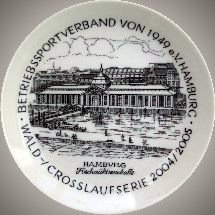 · BETRIEBSSPORTVERBAND VON 1949 e.V. HAMBURG ·
WALD-/CROSSLAUFSERIE 2004/2005
HAMBURG
Fischauktionshalle